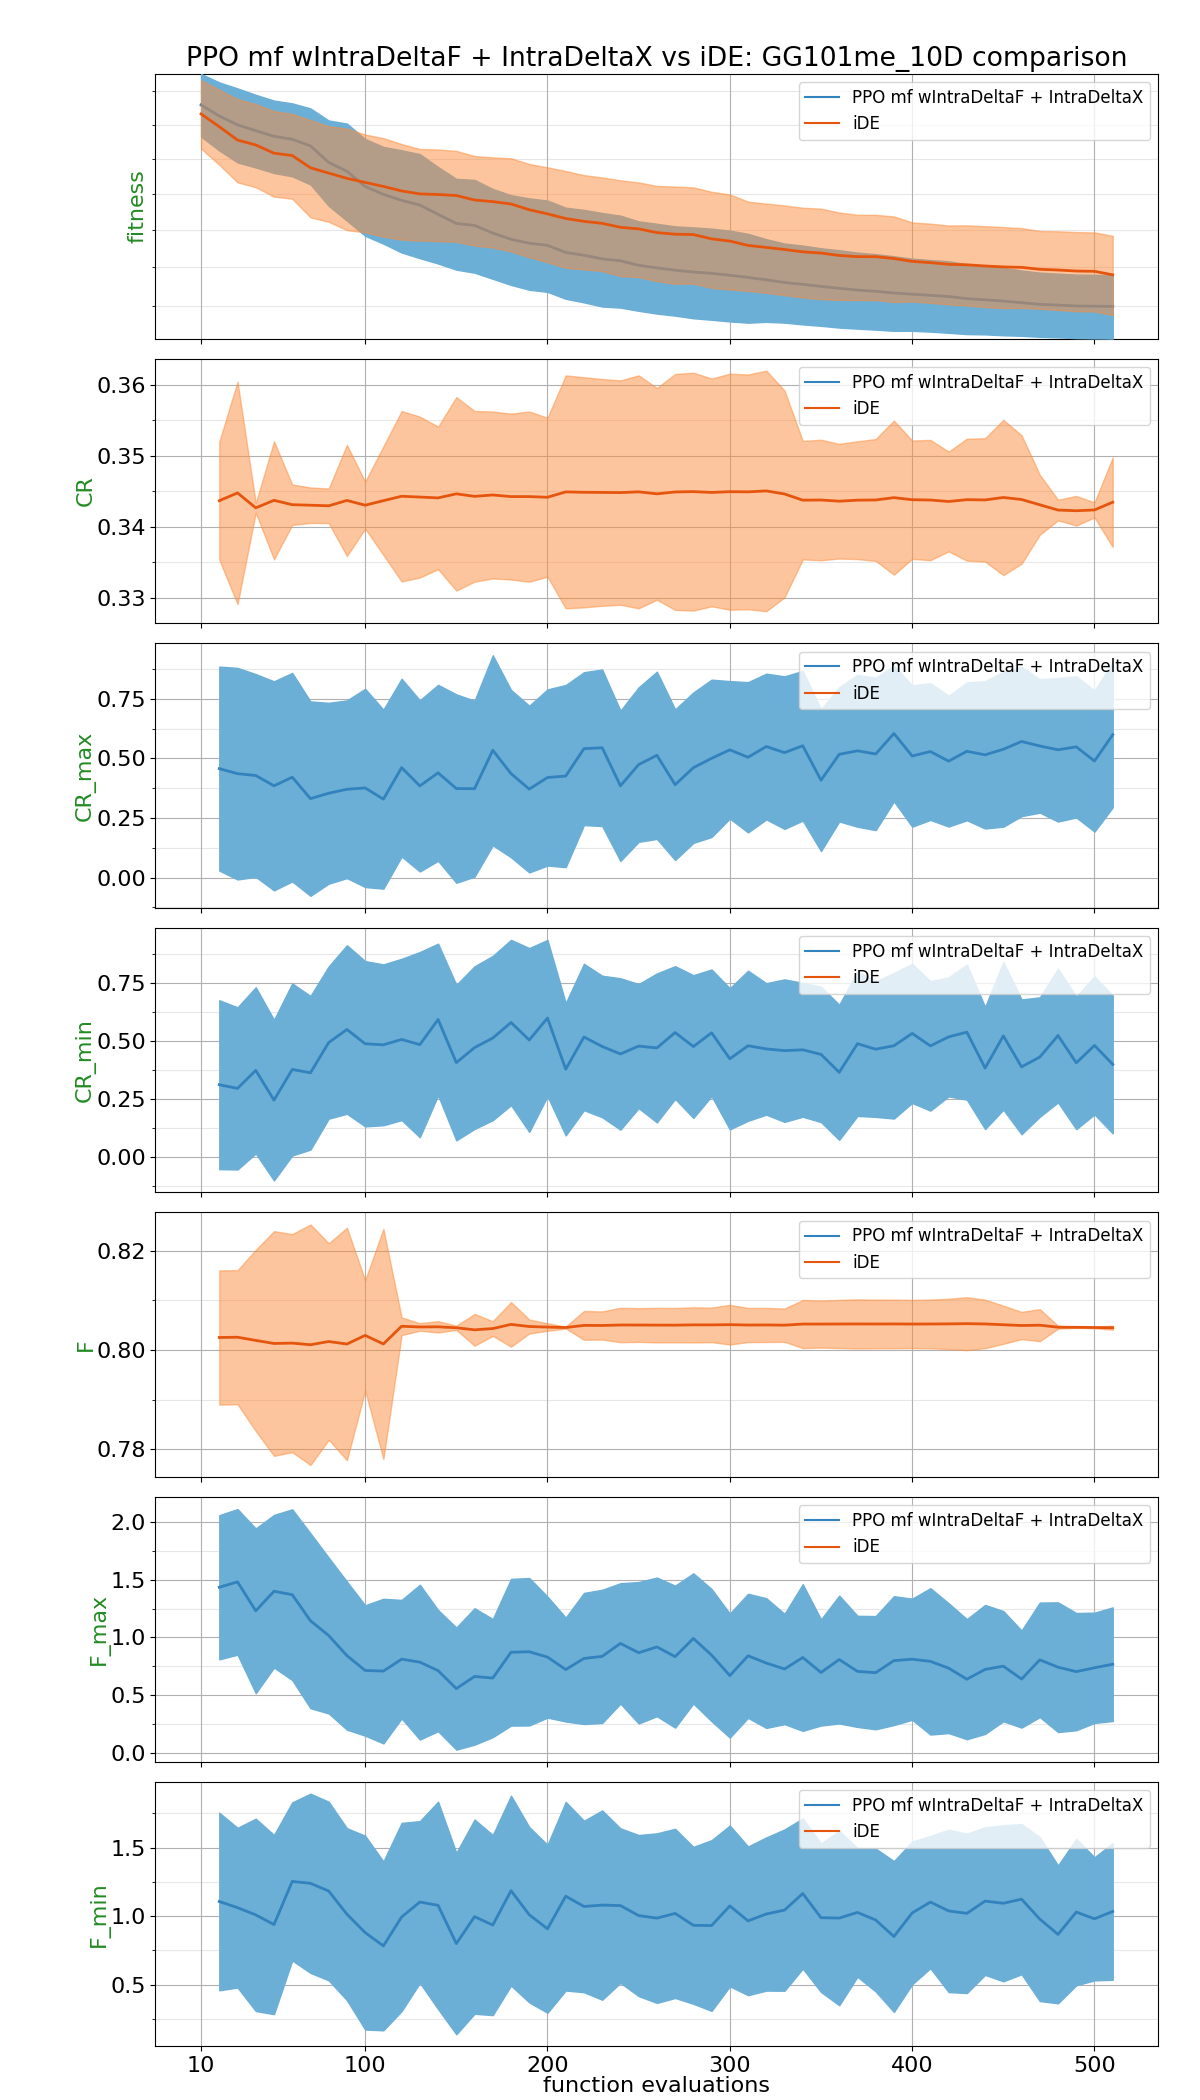 PPO mf wIntraDeltaF + IntraDeltaX vs iDE: GG101me_10D comparison
PPO mf wIntraDeltaF + IntraDeltaX
iDE
fitness
0.36
0.35
0.34
0.33
CR
PPO mf wIntraDeltaF + IntraDeltaX
iDE
0.75
0.50
0.25
0.00
CR_max
PPO mf wIntraDeltaF + IntraDeltaX
iDE
0.75
0.50
0.25
0.00
CR_min
PPO mf wIntraDeltaF + IntraDeltaX
iDE
0.82
0.80
0.78
F
PPO mf wIntraDeltaF + IntraDeltaX
iDE
2.0
1.5
1.0
0.5
0.0
F_max
PPO mf wIntraDeltaF + IntraDeltaX
iDE
1.5
1.0
0.5
F_min
PPO mf wIntraDeltaF + IntraDeltaX
iDE
10 100 200 300 400 500
function evaluations